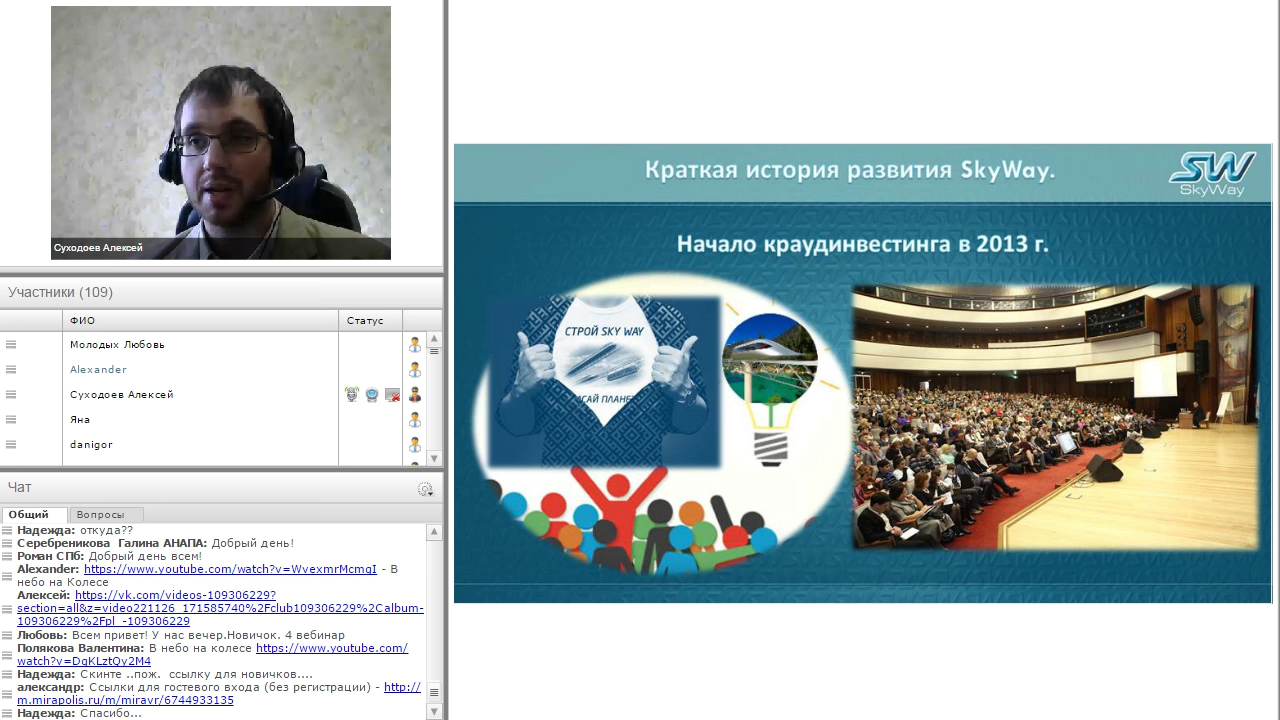 Суходоев Алексей
Участники (109)
ФИО
Статус
Молодых Любовь
Alexander
Суходоев Алексей
Яна
danigor
Чат
Общий
Вопросы
Надежда: откуда??
Серебреникова Галина АНАПА: Добрый день!
Роман СПб: Добрый день всем!
Alexander: https://www.youtube.com/watch?v=WvexmrMcmgI - В
небо на Колесе
Алексей: https://vk.com/videos-109306229?
section=all&z=video221126_171585740%2Fclub109306229%2Calbum-
109306229%2Fpl_-109306229
Любовь: Всем привет! У нас вечер.Новичок. 4 вебинар
Полякова Валентина: В небо на колесе https://www.youtube.com/
watch?v=DgKLztQv2M4
Надежда: Скинте ..пож. ссылку для новичков....
александр: Ссылки для гостевого входа (без регистрации) - http://
m.mirapolis.ru/m/miravr/6744933135
Надежда: Спасибо...
Краткая история развития SkyWay.
SW
SkyWay
Начало краудинвестинга в 2013 г.
СТРОЙ SKY WAY
САЙ ПЛАНЕ